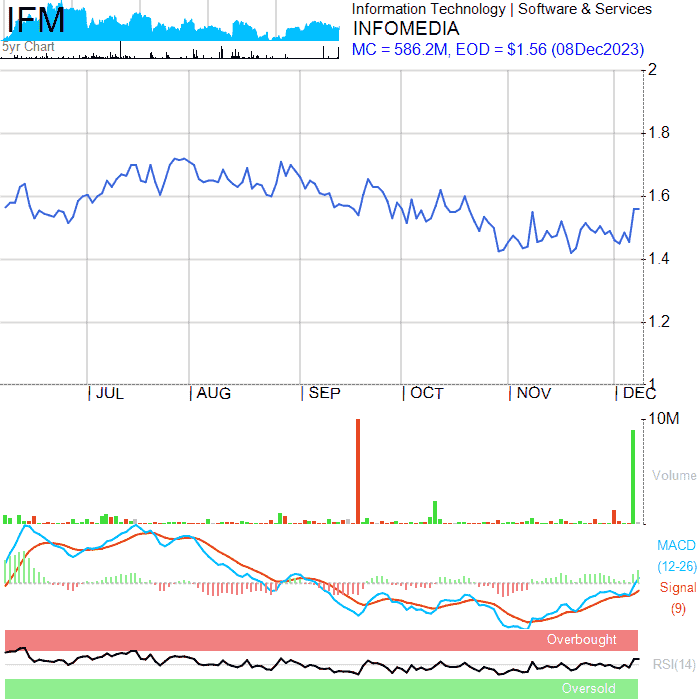 IFM
5yr Chart
Information Technology | Software & Services
INFOMEDIA
MC = 586.2M, EOD = $1.56 (08Dec2023)
2
1.8
1.6
1.4
1.2
1
JUL
AUG
SEP
OCT
NOV
DEC
10M
Volume
MACD
(12-26)
Signal
(9)
Overbought
RSI(14)
Oversold